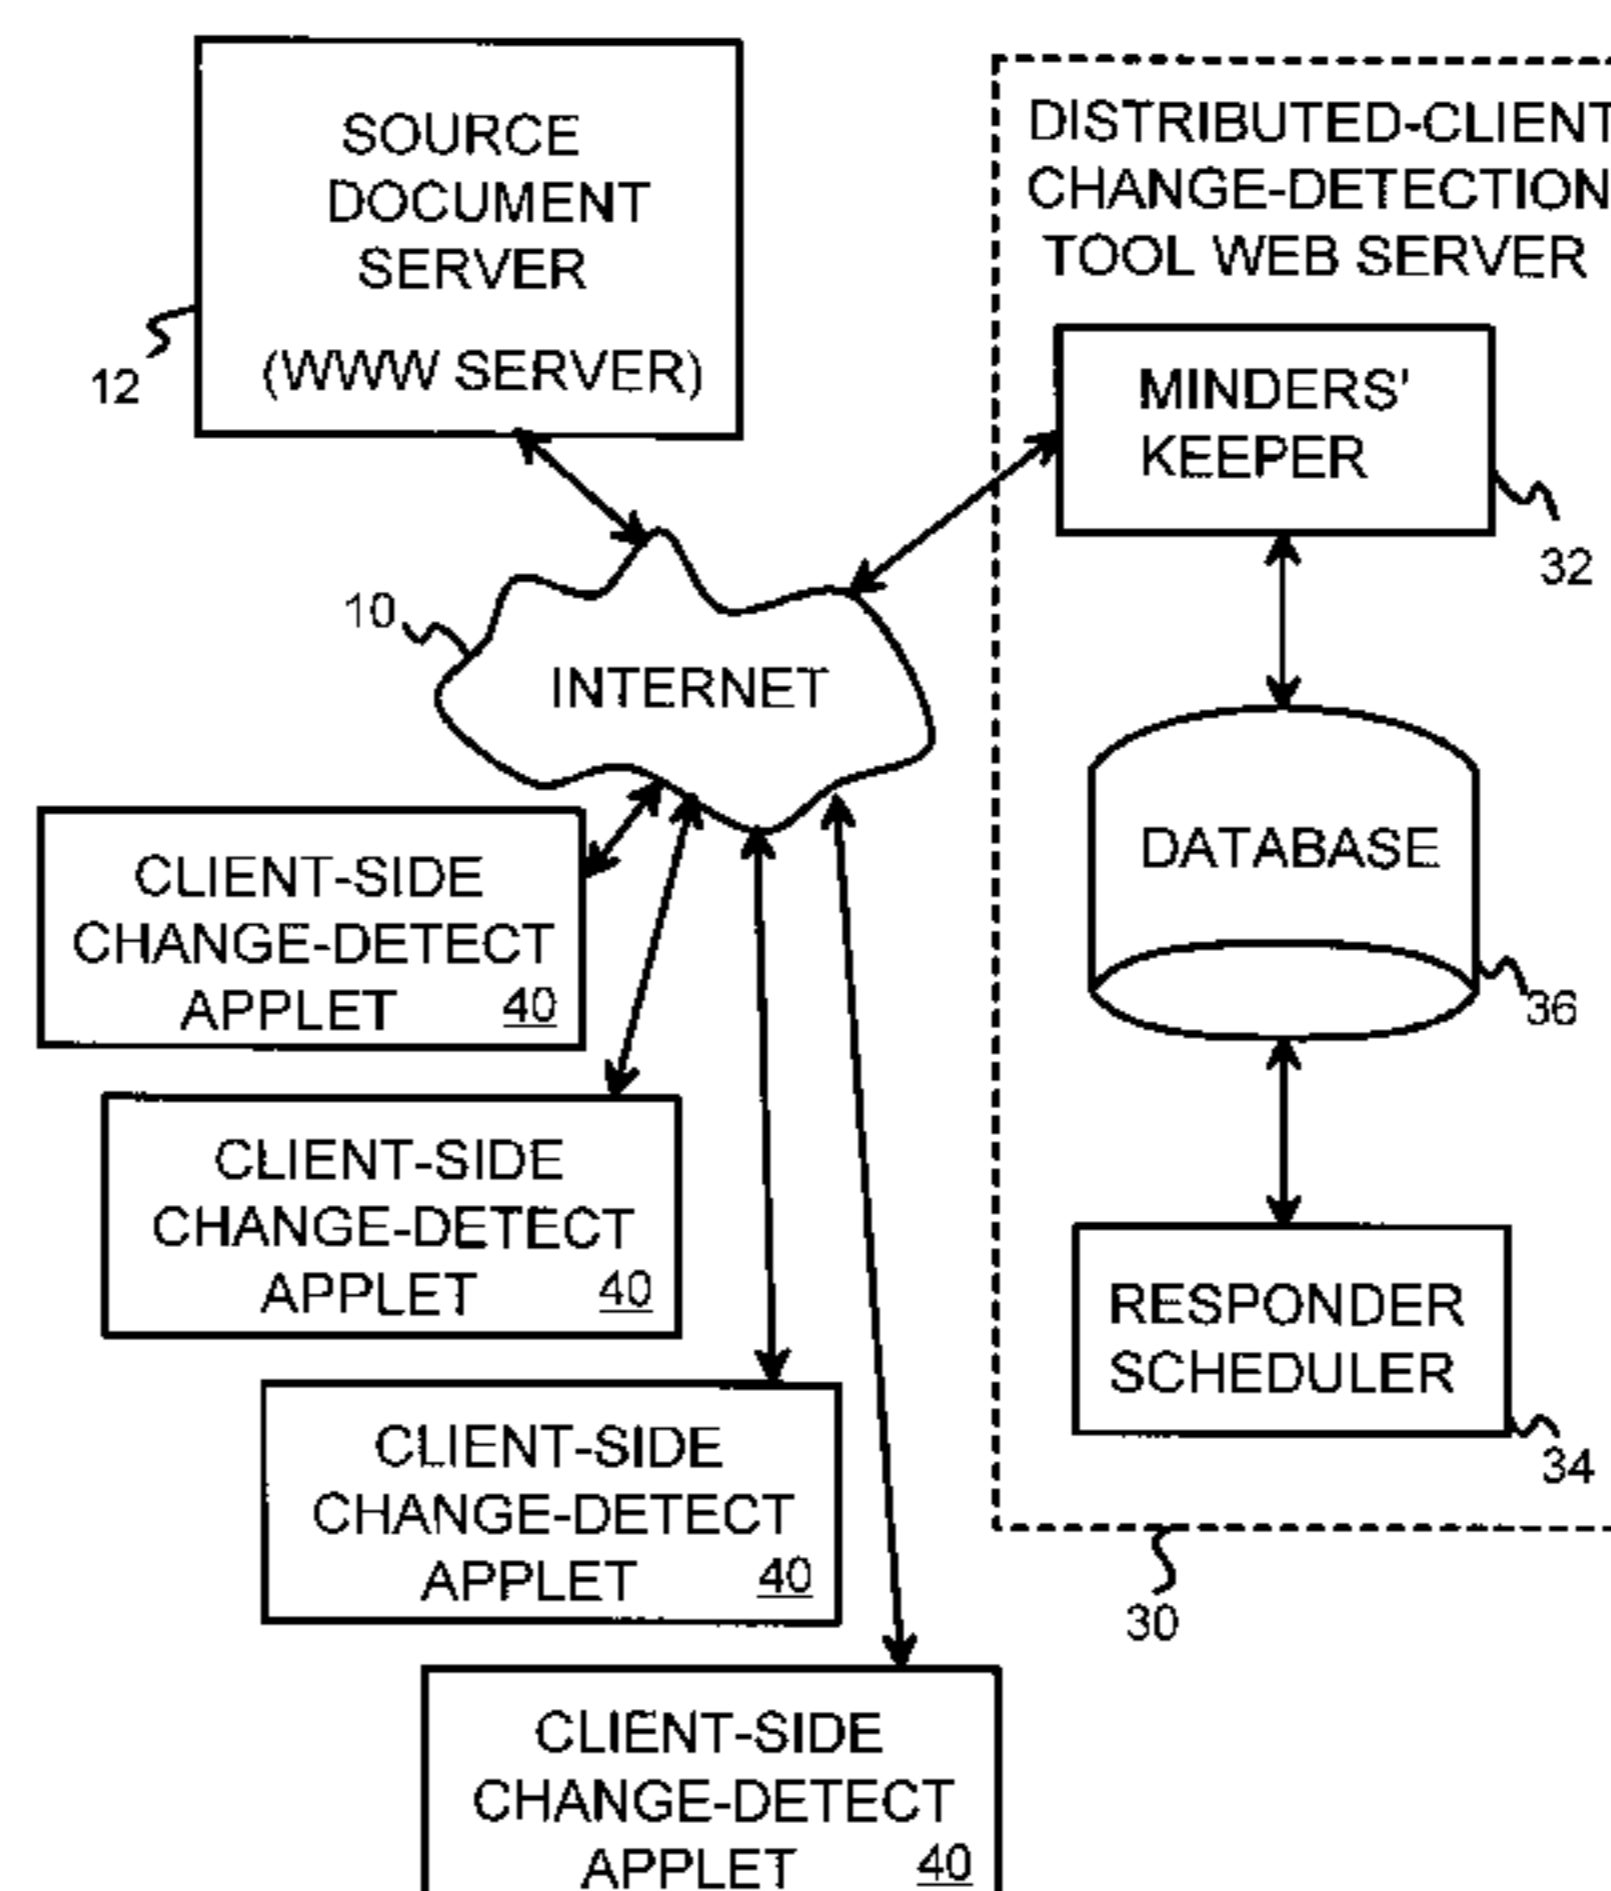 SOURCE
DOCUMENT
SERVER
(WWW SERVER)
12
DISTRIBUTED-CLIENT
CHANGE-DETECTION
TOOL WEB SERVER
MINDERS'
KEEPER
32
10
INTERNET
DATABASE
36
CLIENT-SIDE
CHANGE-DETECT
APPLET 40
CLIENT-SIDE
CHANGE-DETECT
APPLET 40
RESPONDER
SCHEDULER
34
CLIENT-SIDE
CHANGE-DETECT
APPLET 40
30
CLIENT-SIDE
CHANGE-DETECT
APPLET 40